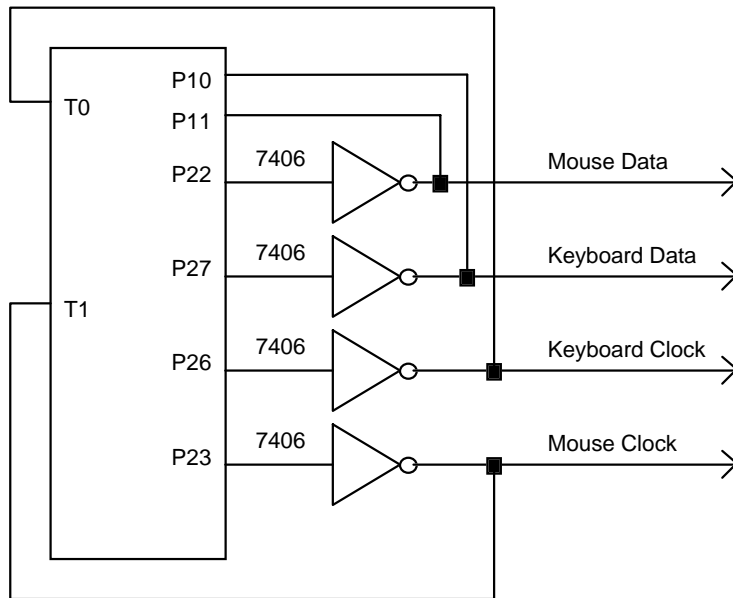 P10
T0
P11
P22
7406
Mouse Data
P27
7406
Keyboard Data
T1
P26
7406
Keyboard Clock
P23
7406
Mouse Clock